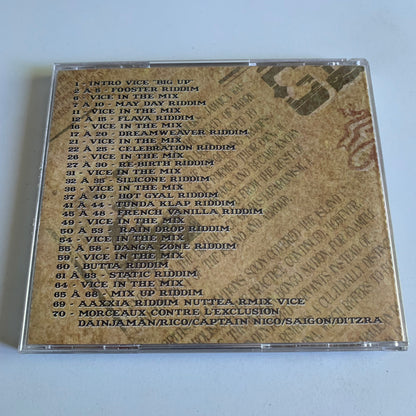 1 - INTRO VICE "BIG UP"
2 À 5 - FOOSTER RIDDIM
6 - VICE IN THE MIX
7 À 10 - MAY DAY RIDDIM
11 - VICE IN THE MIX
12 À 15 - FLAVA RIDDIM
16 - VICE IN THE MIX
17 À 20 - DREAMWEAVER RIDDIM
21 - VICE IN THE MIX
22 À 25 - CELEBRATION RIDDIM
26 - VICE IN THE MIX
27 À 30 - RE-BIRTH RIDDIM
31 - VICE IN THE MIX
32 À 35 - SILICONE RIDDIM
36 - VICE IN THE MIX
37 À 40 - HOT GYAL RIDDIM
41 À 44 - TUNDA KLAP RIDDIM
45 À 48 - FRENCH VANILLA RIDDIM
49 - VICE IN THE MIX
50 À 53 - RAIN DROP RIDDIM
54 - VICE IN THE MIX
55 À 58 - DANGA ZONE RIDDIM
59 - VICE IN THE MIX
60 - BUTTA RIDDIM
61 À 63 - STATIC RIDDIM
64 - VICE IN THE MIX
65 À 68 - MIX UP RIDDIM
69 - AAXXIA RIDDIM NUTTEA RMIX VICE
70 - MORCEAUX CONTRE L'EXCLUSION
DAINJAMAN/RICO/CAPTAIN NICO/SAIGON/DITZRA